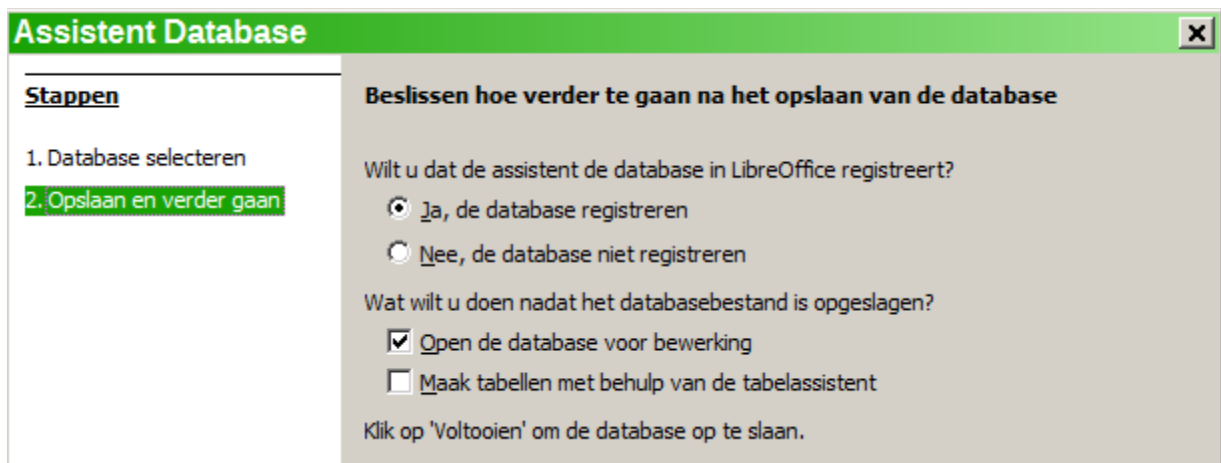 Assistent Database
Stappen
1. Database selecteren
2. Opslaan en verder gaan
Beslissen hoe verder te gaan na het opslaan van de database
Wilt u dat de assistent de database in LibreOffice registreert?
Ja, de database registreren
Nee, de database niet registreren
Wat wilt u doen nadat het databasebestand is opgeslagen?
Open de database voor bewerking
Maak tabellen met behulp van de tabelassistent
Klik op 'Voltooien' om de database op te slaan.